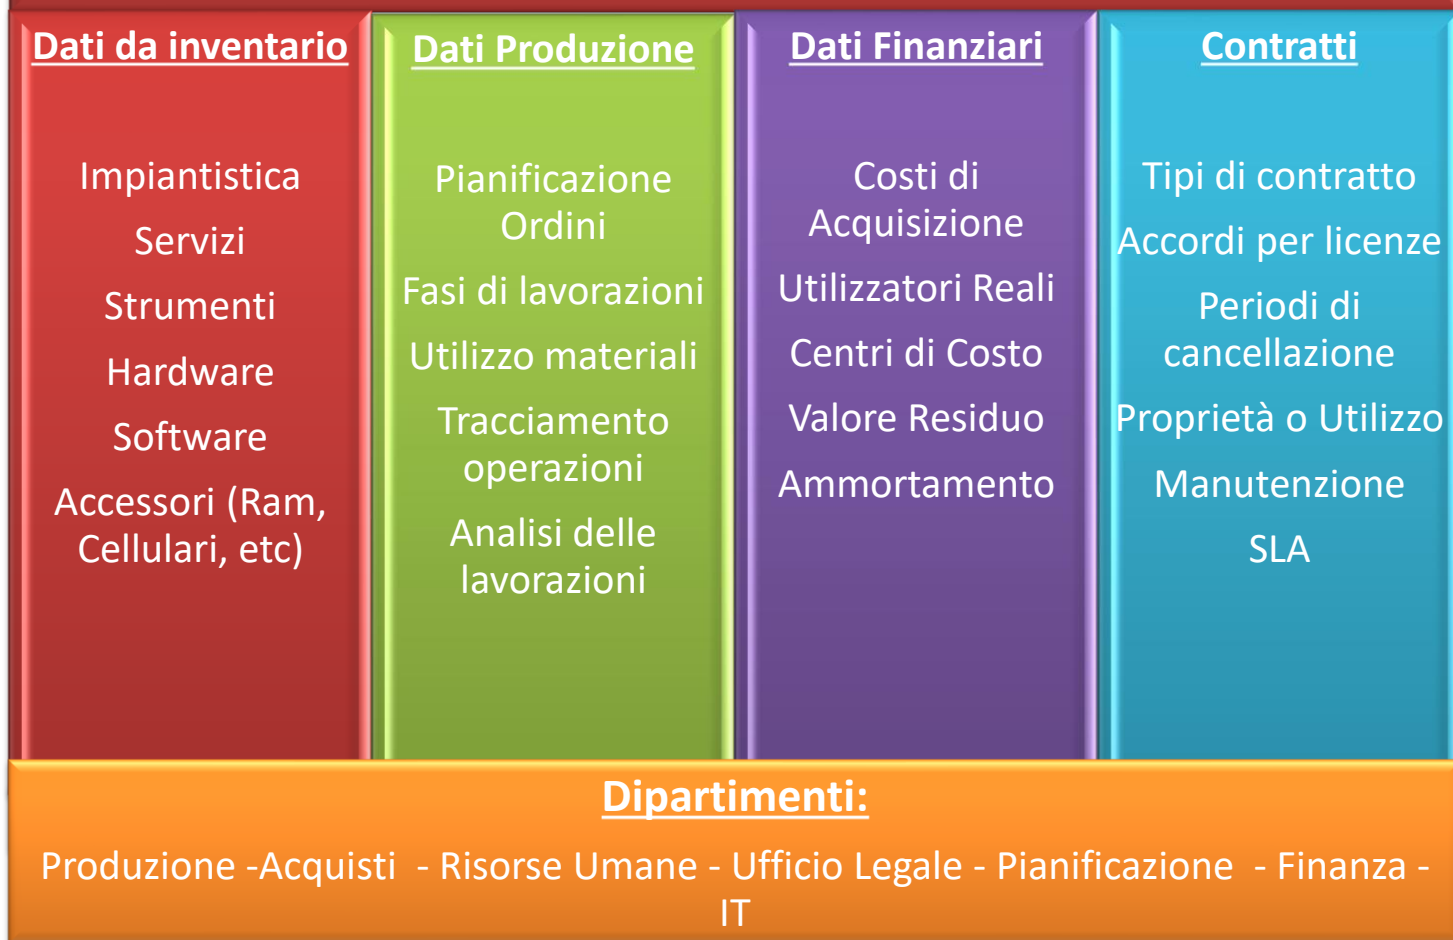 Dati da inventario
Impiantistica
Servizi
Strumenti
Hardware
Software
Accessori (Ram,
Cellulari, etc)
Dati Produzione
Pianificazione
Ordini
Fasi di lavorazioni
Utilizzo materiali
Tracciamento
operazioni
Analisi delle
lavorazioni
Dati Finanziari
Costi di
Acquisizione
Utilizzatori Reali
Centri di Costo
Valore Residuo
Ammortamento
Contratti
Tipi di contratto
Accordi per licenze
Periodi di
cancellazione
Proprietà o Utilizzo
Manutenzione
SLA
Dipartimenti:
Produzione -Acquisti  - Risorse Umane - Ufficio Legale - Pianificazione  - Finanza -
IT